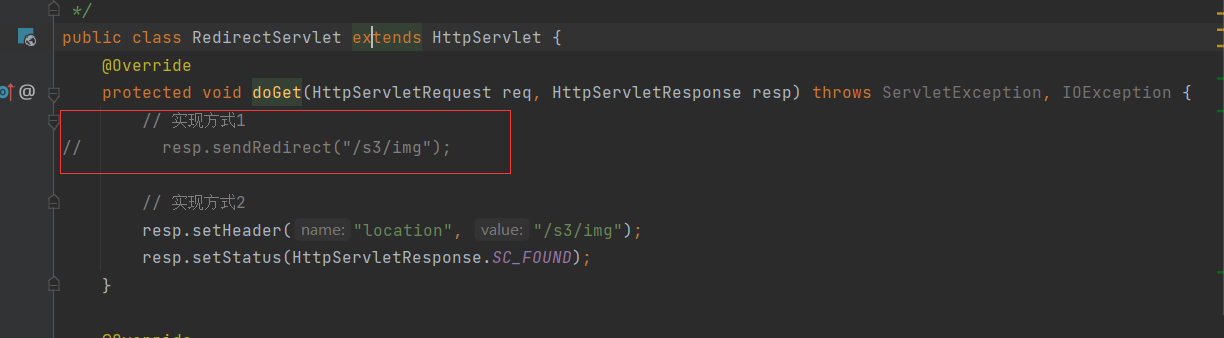 */
public class RedirectServlet extends HttpServlet {
@Override
protected void doGet(HttpServletRequest req, HttpServletResponse resp) throws ServletException, IOException {
// 实现方式1
// resp.sendRedirect("/s3/img");
// 实现方式2
resp.setHeader( name: "location", value: "/s3/img");
resp.setStatus(HttpServletResponse.SC_FOUND);
}
@Override